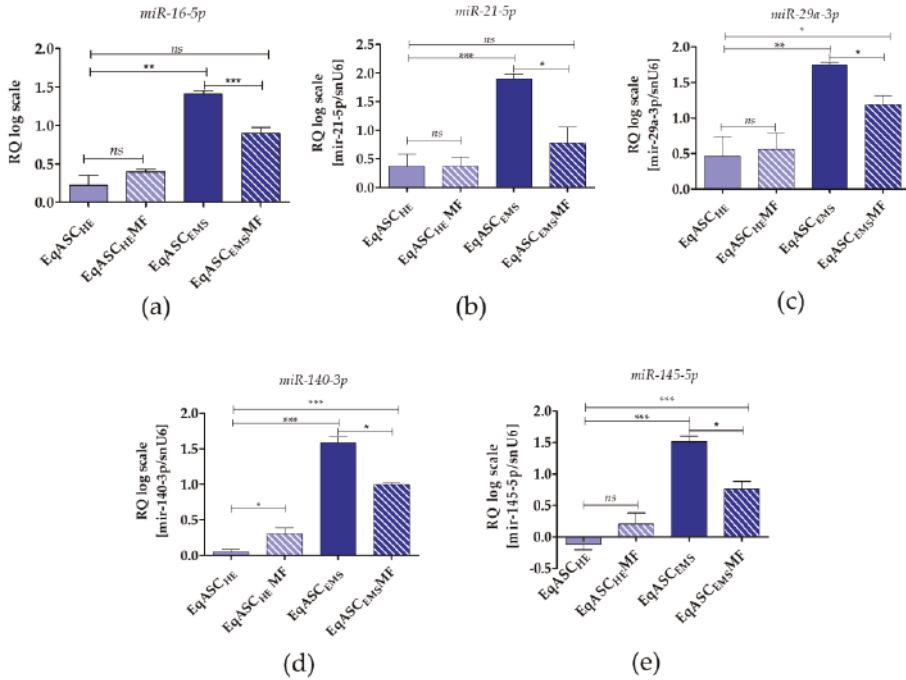 miR-16-5p
ns
**
***
ns
RQ log scale
2.0
1.5
1.0
0.5
0.0
EqASCHE
EqASCHEMF
EqASCEMS
EqASCEMSMF
(a)
miR-21-5p
ns
***
*
ns
RQ log scale
[mir-21-5p/snU6]
2.5
2.0
1.5
1.0
0.5
0.0
EqASCHE
EqASCHEMF
EqASCEMS
EqASCEMSMF
(b)
miR-29a-3p
*
**
*
ns
RQ log scale
[mir-29a-3p/snU6]
2.0
1.5
1.0
0.5
0.0
EqASCHE
EqASCHEMF
EqASCEMS
EqASCEMSMF
(c)
miR-140-3p
***
***
*
*
RQ log scale
[mir-140-3p/snU6]
2.0
1.5
1.0
0.5
0.0
EqASCHE
EqASCHEMF
EqASCEMS
EqASCEMSMF
(d)
miR-145-5p
***
***
*
ns
RQ log scale
[mir-145-5p/snU6]
2.0
1.5
1.0
0.5
0.0
-0.5
EqASCHE
EqASCHEMF
EqASCEMS
EqASCEMSMF
(e)